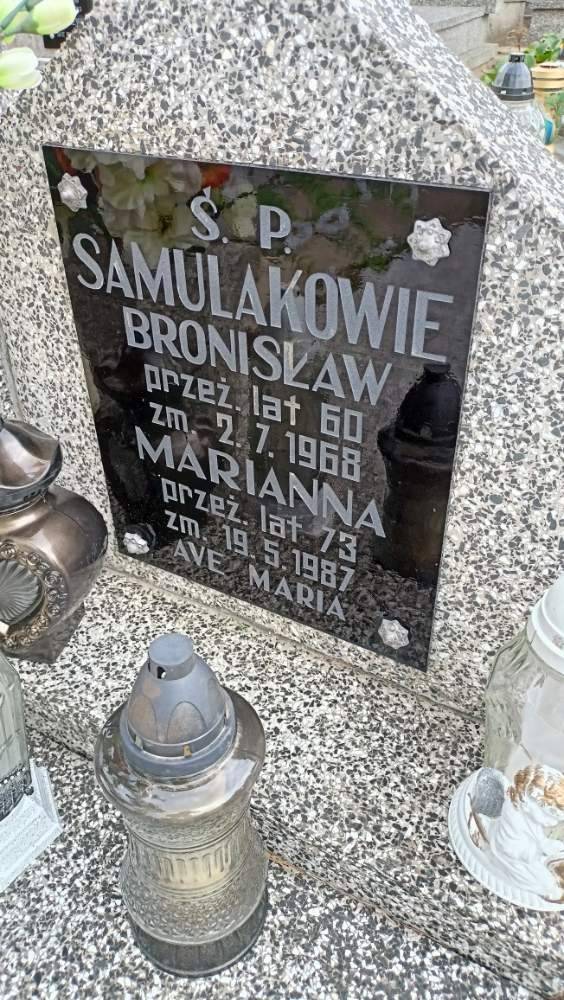 Ś. P.
SAMULAKOWIE
BRONISŁAW
przeż. lat 60
zm. 2. 7. 1968
MARIANNA
przeż. lat 73
zm. 19. 5. 1987
AVE MARIA